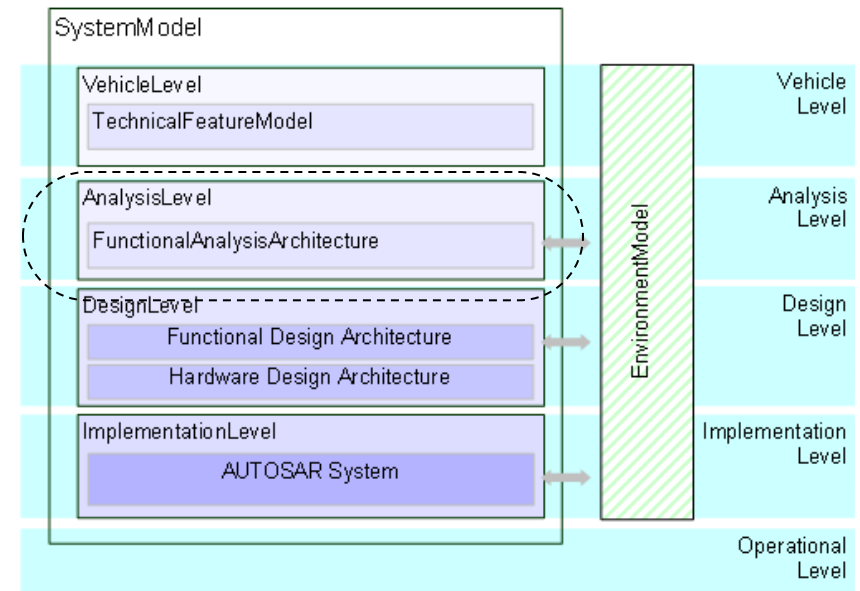 SystemModel
VehicleLevel
TechnicalFeatureModel
Vehicle
Level
AnalysisLevel
FunctionalAnalysisArchitecture
Analysis
Level
DesignLevel
Functional Design Architecture
Hardware Design Architecture
Design
Level
ImplementationLevel
AUTOSAR System
Implementation
Level
EnvironmentModel
Operational
Level